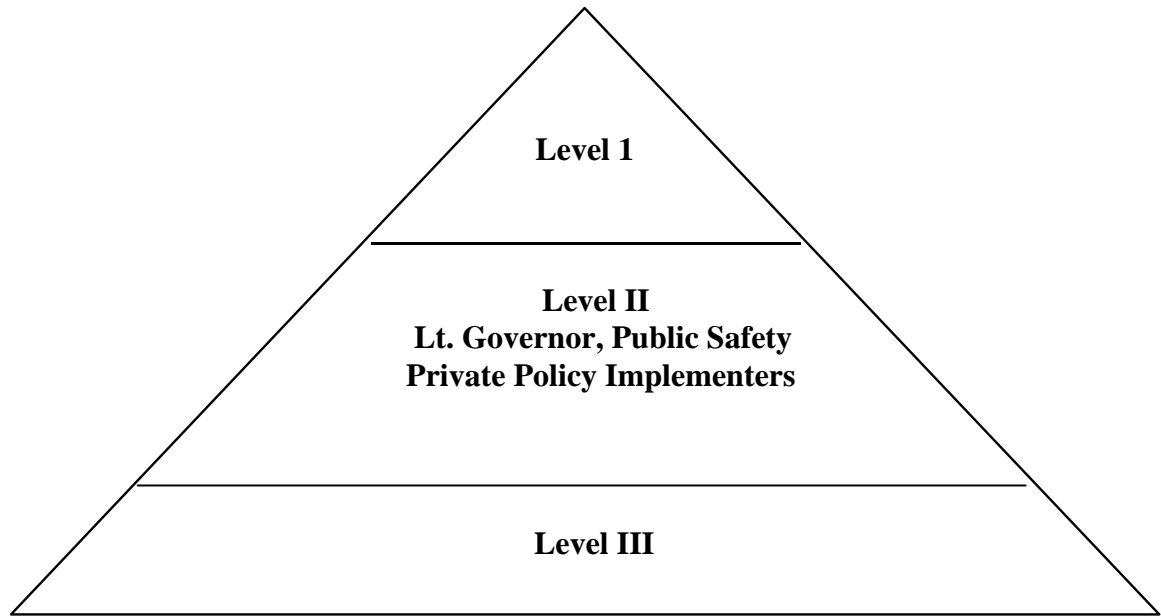 Level 1
Level II
Lt. Governor, Public Safety
Private Policy Implementers
Level III